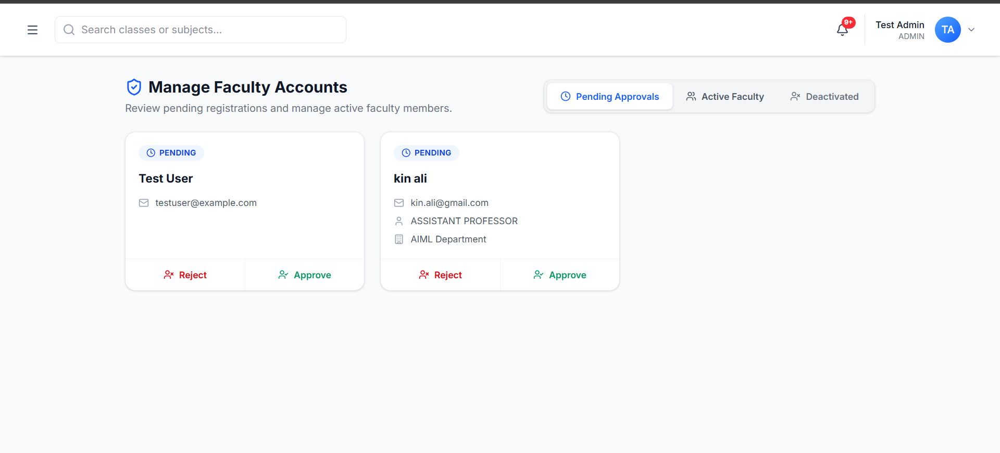 Search classes or subjects...
9+
Test Admin
ADMIN
TA
Manage Faculty Accounts
Review pending registrations and manage active faculty members.
Pending Approvals
Active Faculty
Deactivated
PENDING
Test User
testuser@example.com
Reject
Approve
PENDING
kin ali
kin.ali@gmail.com
ASSISTANT PROFESSOR
AIML Department
Reject
Approve